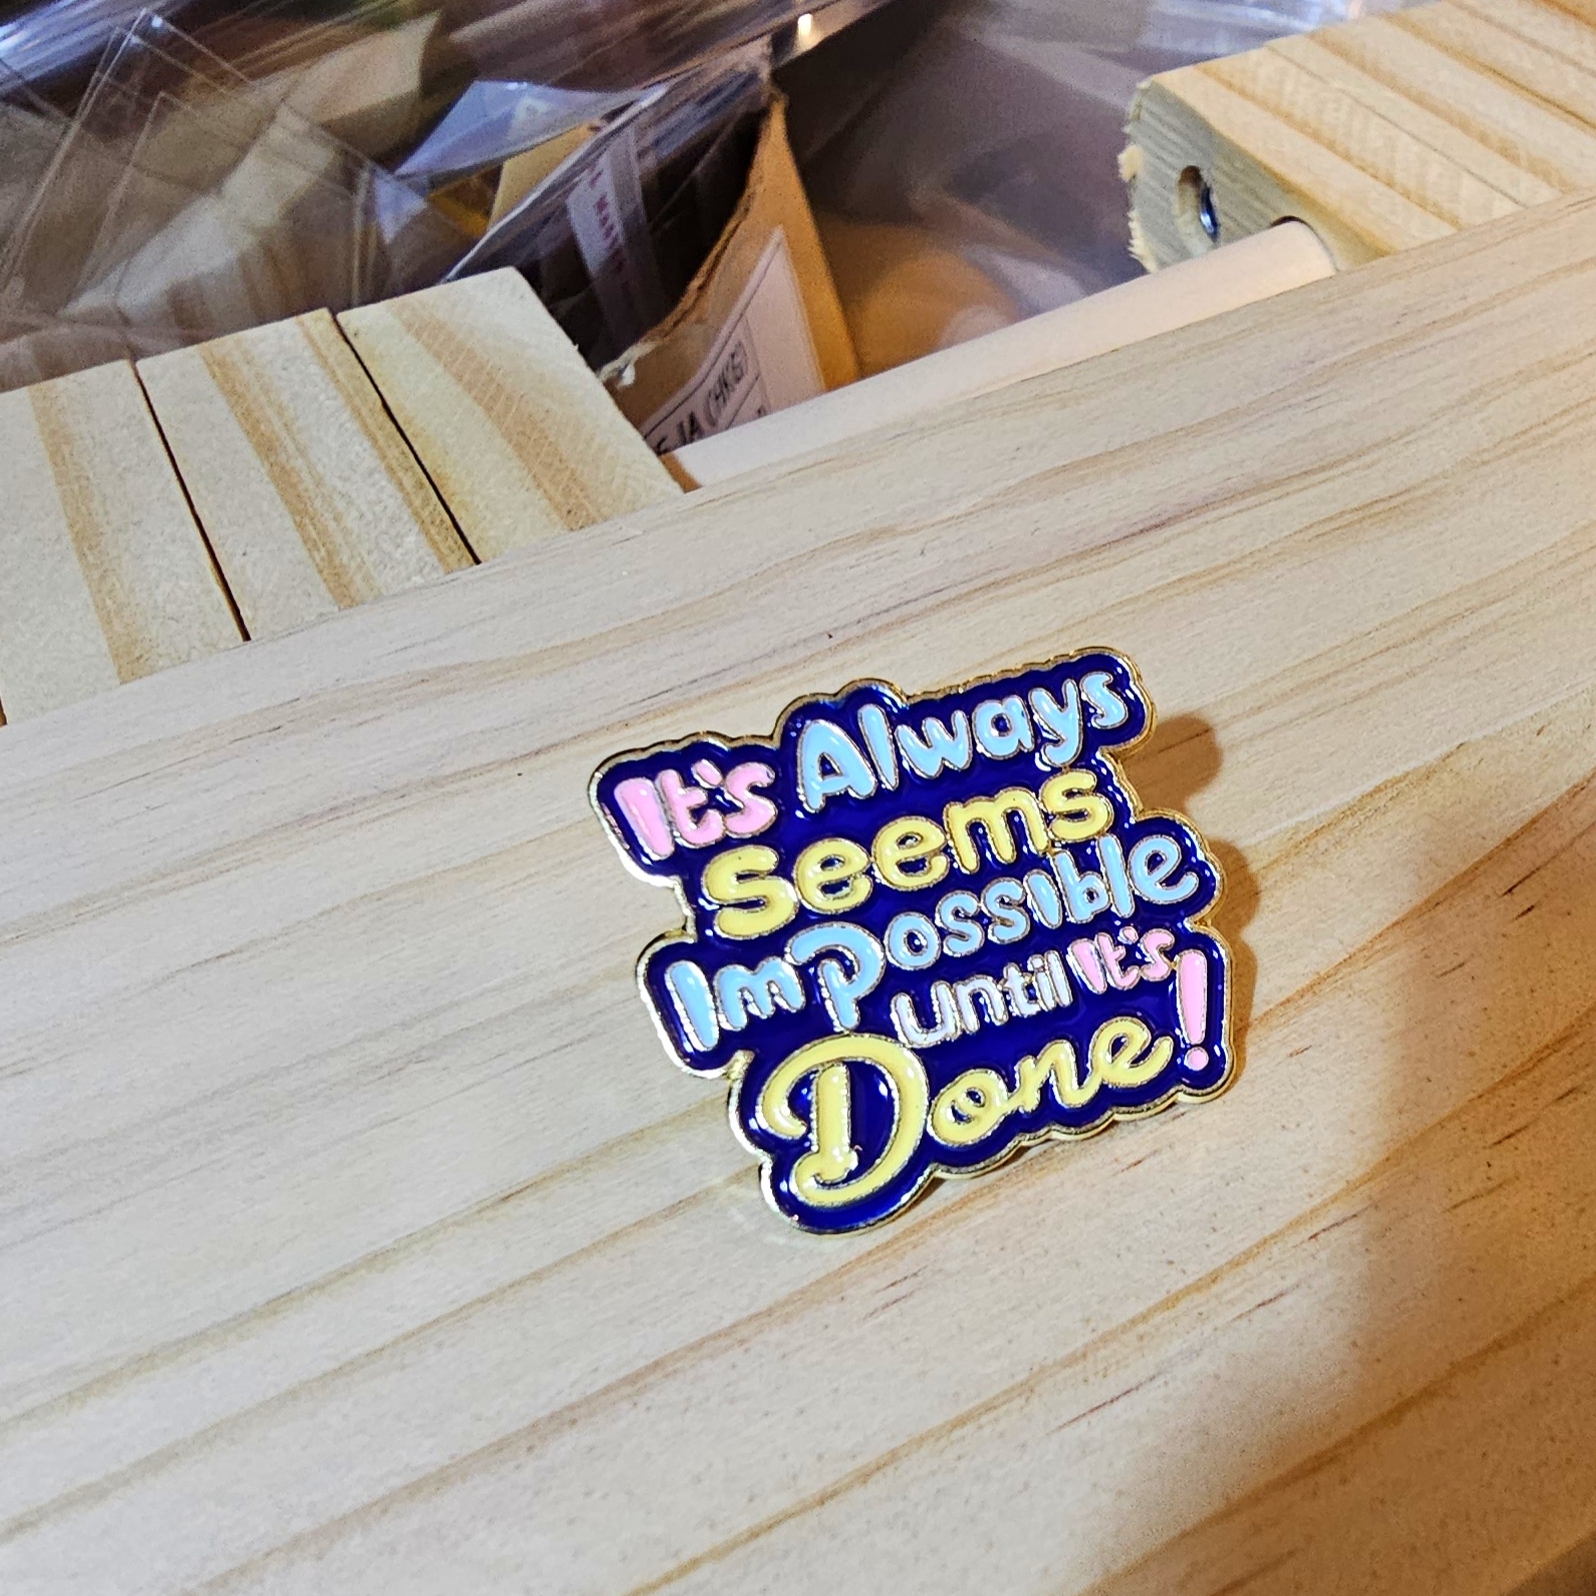 It's Always
seems
ImPossible
until It's
Done!